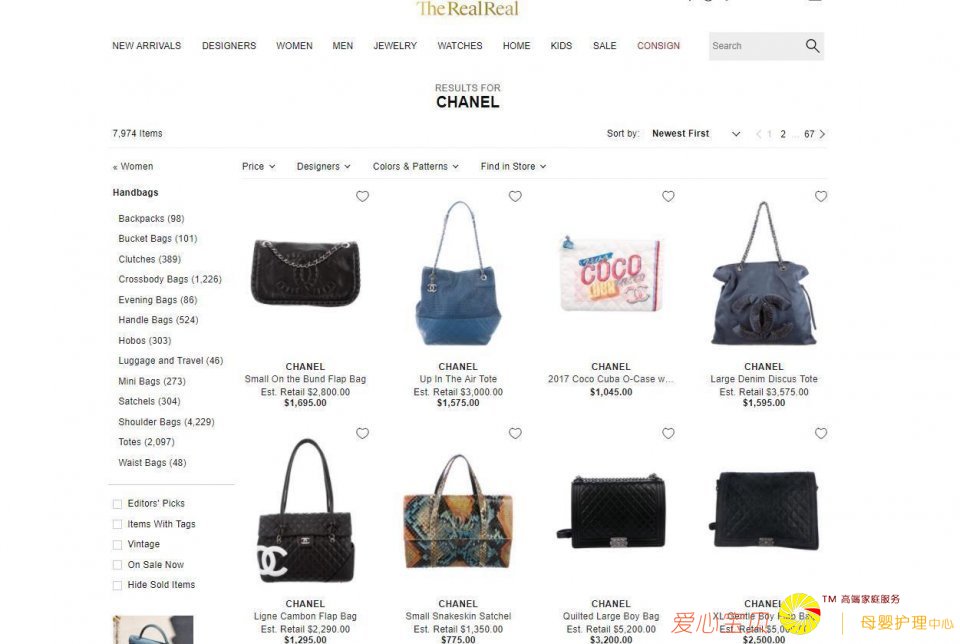 TheRealReal
NEW ARRIVALS DESIGNERS WOMEN MEN JEWELRY WATCHES HOME KIDS SALE CONSIGN Search
RESULTS FOR
CHANEL
7,974 Items Sort by: Newest First < 1 2 ... 67 >
« Women Price Designers Colors & Patterns Find in Store
Handbags
Backpacks (98)
Bucket Bags (101)
Clutches (389)
Crossbody Bags (1,226)
Evening Bags (86)
Handle Bags (524)
Hobos (303)
Luggage and Travel (46)
Mini Bags (273)
Satchels (304)
Shoulder Bags (4,229)
Totes (2,097)
Waist Bags (48)
Editors' Picks
Items With Tags
Vintage
On Sale Now
Hide Sold Items
COCO
CHANEL
Small On the Bund Flap Bag
Est. Retail $2,800.00
$1,695.00
CHANEL
Up In The Air Tote
Est. Retail $3,000.00
$1,575.00
CHANEL
2017 Coco Cuba O-Case w...
$1,045.00
CHANEL
Large Denim Discus Tote
Est. Retail $3,575.00
$1,595.00
CHANEL
Ligne Cambon Flap Bag
Est. Retail $2,290.00
$1,295.00
CHANEL
Small Snakeskin Satchel
Est. Retail $1,350.00
$775.00
CHANEL
Quilted Large Boy Bag
Est. Retail $5,200.00
$3,200.00
XL
Boy Flap Bag
Est. Retail $5,
$2,500.00
爱心宝贝
TM 高端家庭服务
母婴护理中心